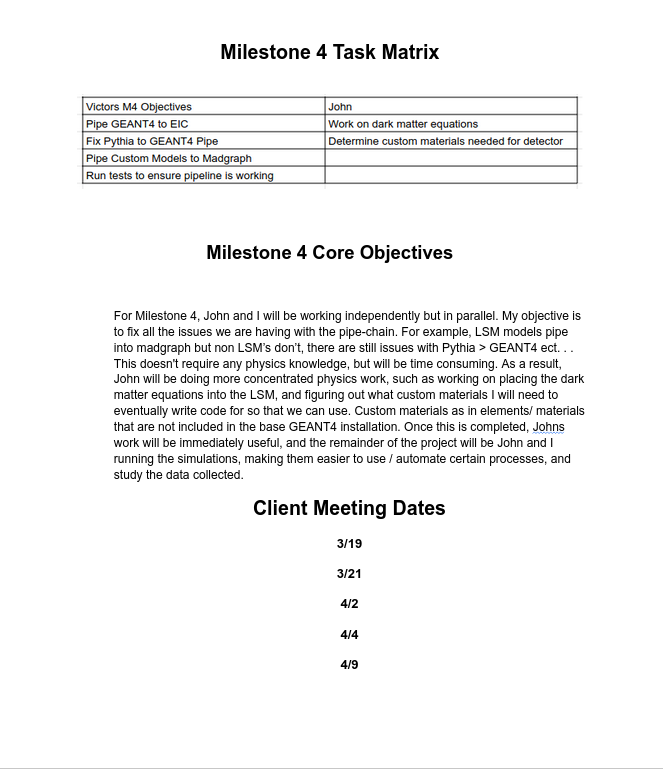 Milestone 4 Task Matrix
Victors M4 Objectives John
Pipe GEANT4 to EIC Work on dark matter equations
Fix Pythia to GEANT4 Pipe Determine custom materials needed for detector
Pipe Custom Models to Madgraph
Run tests to ensure pipeline is working
Milestone 4 Core Objectives
For Milestone 4, John and I will be working independently but in parallel. My objective is
to fix all the issues we are having with the pipe-chain. For example, LSM models pipe
into madgraph but non LSM's don't, there are still issues with Pythia > GEANT4 ect. . .
This doesn't require any physics knowledge, but will be time consuming. As a result,
John will be doing more concentrated physics work, such as working on placing the dark
matter equations into the LSM, and figuring out what custom materials I will need to
eventually write code for so that we can use. Custom materials as in elements/ materials
that are not included in the base GEANT4 installation. Once this is completed, Johns
work will be immediately useful, and the remainder of the project will be John and I
running the simulations, making them easier to use / automate certain processes, and
study the data collected.
Client Meeting Dates
3/19
3/21
4/2
4/4
4/9